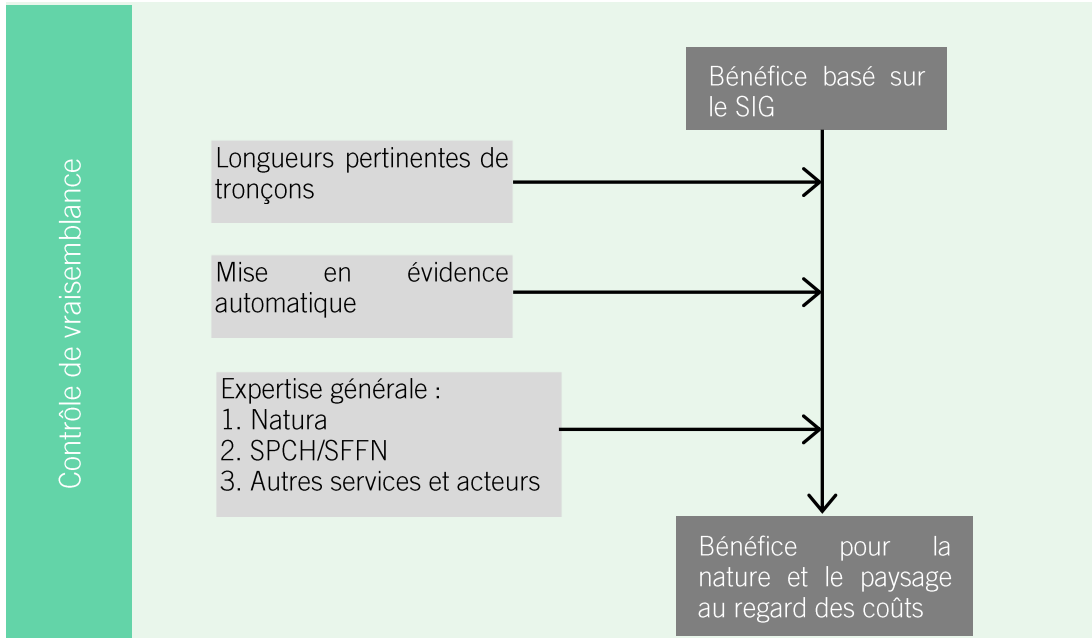 Contrôle de vraisemblance
Bénéfice basé sur
le SIG
Longueurs pertinentes de
tronçons
Mise en évidence
automatique
Expertise générale :
1. Natura
2. SPCH/SFFN
3. Autres services et acteurs
Bénéfice pour la
nature et le paysage
au regard des coûts